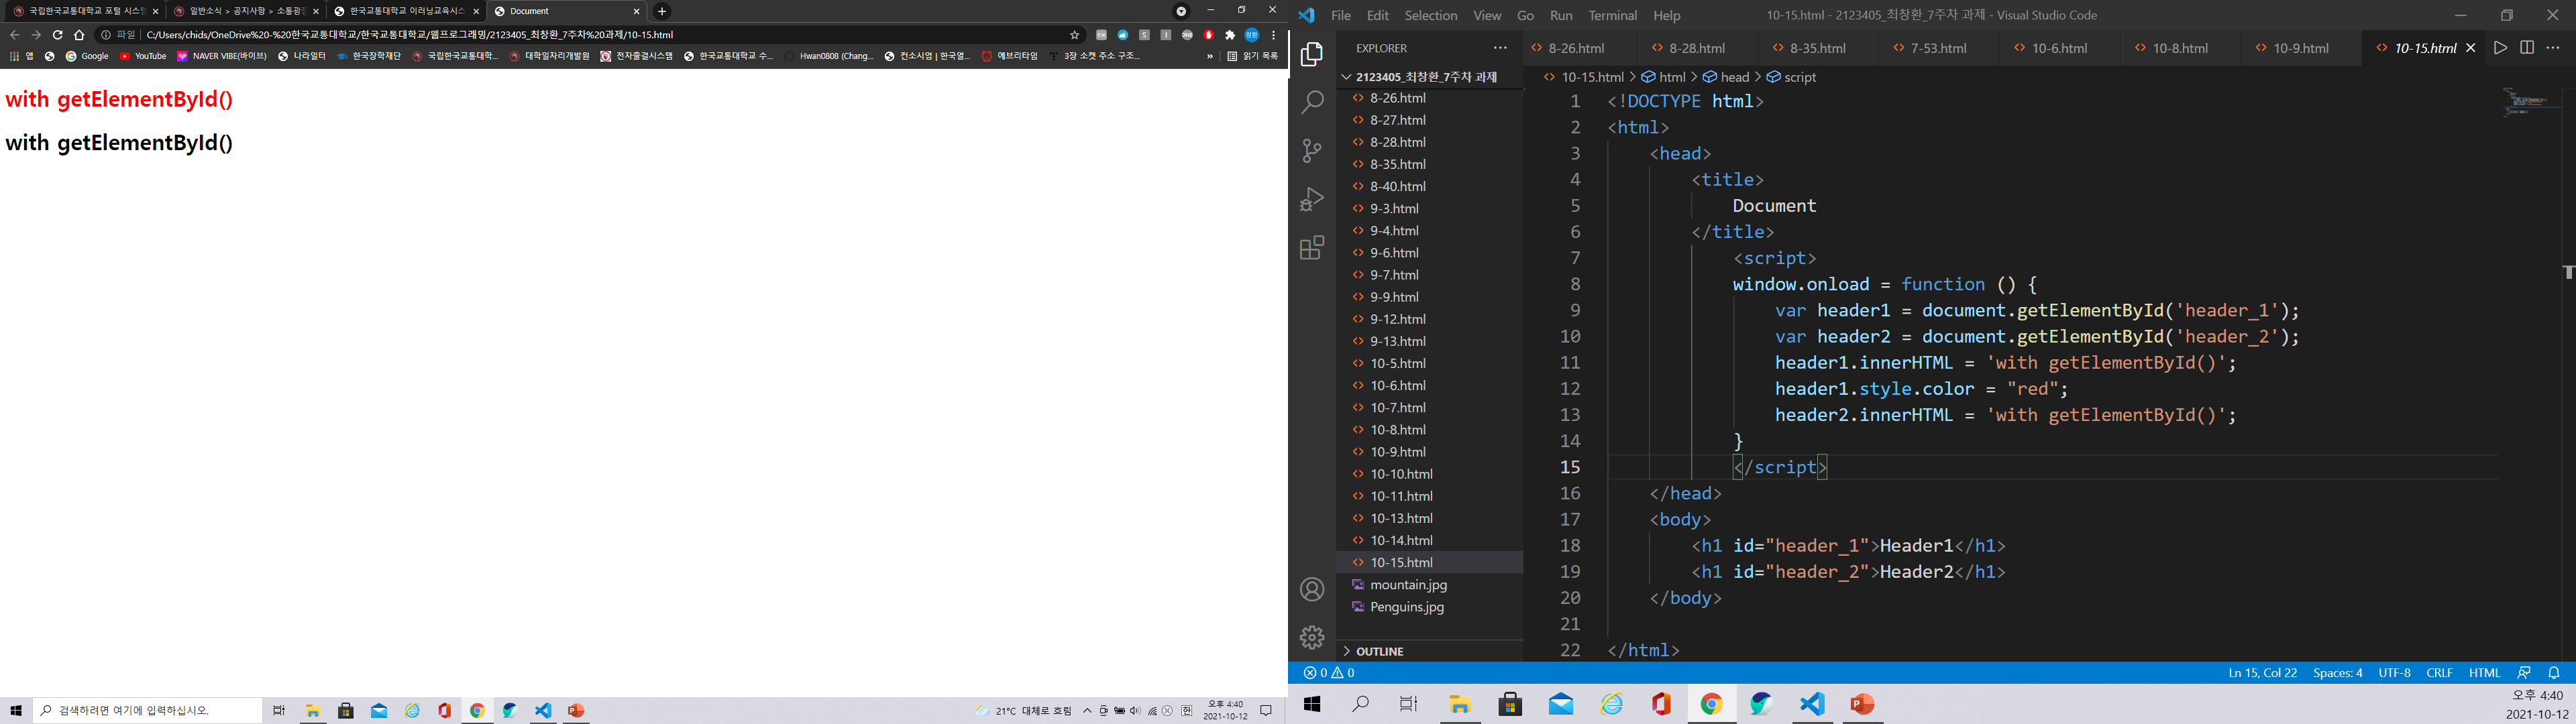 국립한국교통대학교 포털 시스템
일반소식 > 공지사항 > 소통광장
한국교통대학교 이러닝교육시스
Document
파일 | C:/Users/chids/OneDrive%20-%20한국교통대학교/한국교통대학교/웹프로그래밍/2123405_최창환_7주차%20과제/10-15.html
앱 Google YouTube NAVER VIBE(바이브) 나라일터 한국장학재단 국립한국교통대학... 대학일자리개발원 전자출결시스템 한국교통대학교 수... Hwan0808 (Chang... 컨소시엄 | 한국열... 에브리타임 3장 소켓 주소 구조... » 읽기 목록
with getElementById()
with getElementById()
검색하려면 여기에 입력하십시오.
21°C 대체로 흐림
오후 4:40
2021-10-12
File Edit Selection View Go Run Terminal Help
10-15.html - 2123405_최창환_7주차 과제 - Visual Studio Code
EXPLORER
2123405_최창환_7주차 과제
8-26.html
8-27.html
8-28.html
8-35.html
8-40.html
9-3.html
9-4.html
9-6.html
9-7.html
9-9.html
9-12.html
9-13.html
10-5.html
10-6.html
10-7.html
10-8.html
10-9.html
10-10.html
10-11.html
10-13.html
10-14.html
10-15.html
mountain.jpg
Penguins.jpg
OUTLINE
8-26.html 8-28.html 8-35.html 7-53.html 10-6.html 10-8.html 10-9.html 10-15.html
10-15.html > html > head > script
1 <!DOCTYPE html>
2 <html>
3 <head>
4 <title>
5 Document
6 </title>
7 <script>
8 window.onload = function () {
9 var header1 = document.getElementById('header_1');
10 var header2 = document.getElementById('header_2');
11 header1.innerHTML = 'with getElementById()';
12 header1.style.color = "red";
13 header2.innerHTML = 'with getElementById()';
14 }
15 </script>
16 </head>
17 <body>
18 <h1 id="header_1">Header1</h1>
19 <h1 id="header_2">Header2</h1>
20 </body>
21
22 </html>
0 0
Ln 15, Col 22 Spaces: 4 UTF-8 CRLF HTML
오후 4:40
2021-10-12